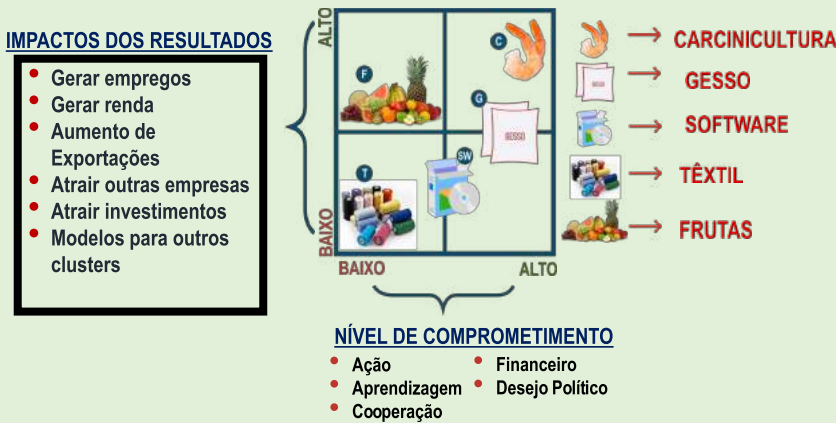 IMPACTOS DOS RESULTADOS
• Gerar empregos
• Gerar renda
• Aumento de
Exportações
• Atrair outras empresas
• Atrair investimentos
• Modelos para outros
clusters
ALTO
BAIXO
C
F
G
GESSO
T
SW
BAIXO
ALTO
CARCINICULTURA
GESSO
SOFTWARE
TÊXTIL
FRUTAS
NÍVEL DE COMPROMETIMENTO
• Ação
• Aprendizagem
• Cooperação
• Financeiro
• Desejo Político